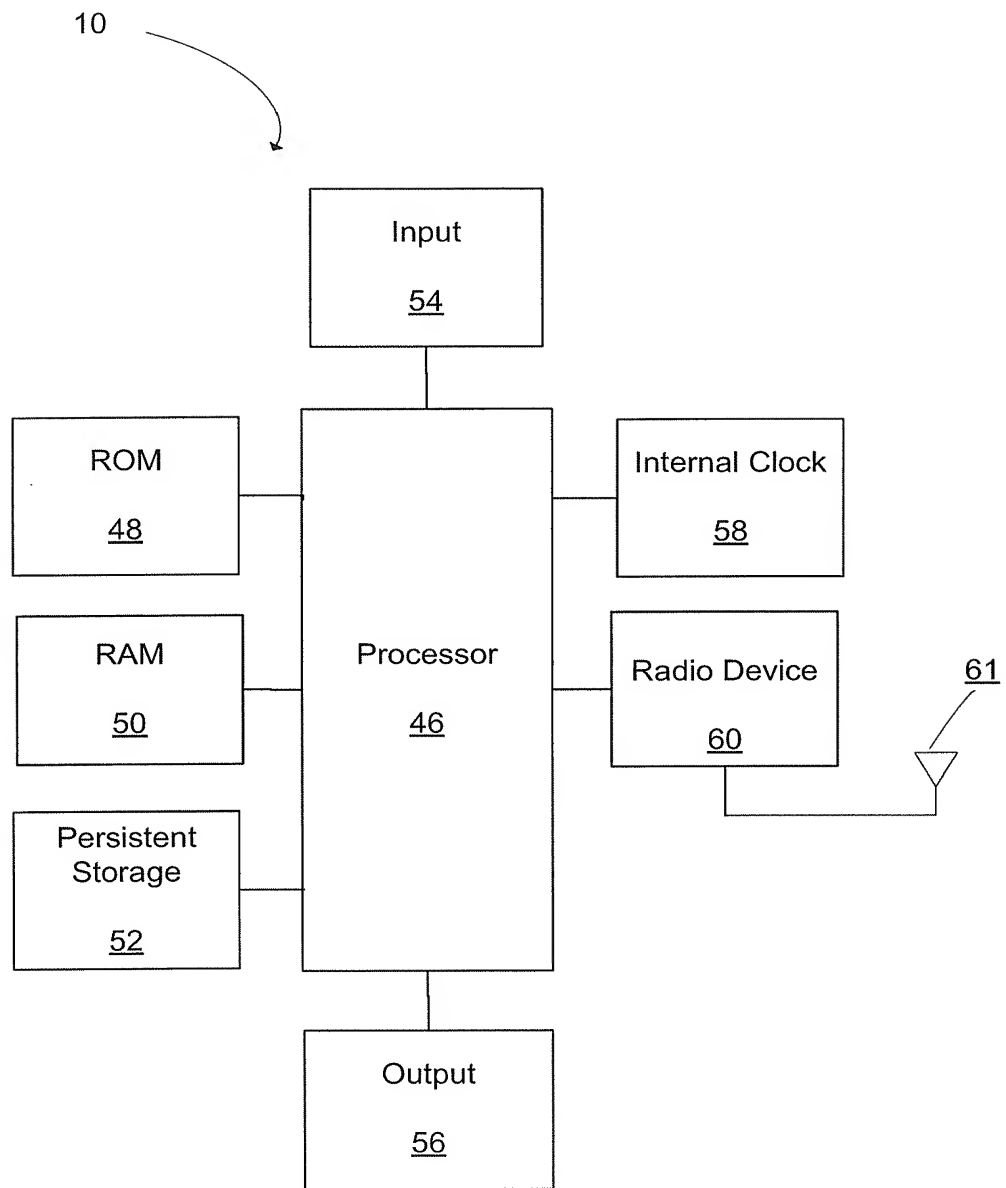 10
Input
54
ROM
48
Internal Clock
58
RAM
50
Processor
46
Radio Device
60
61
Persistent
Storage
52
Output
56